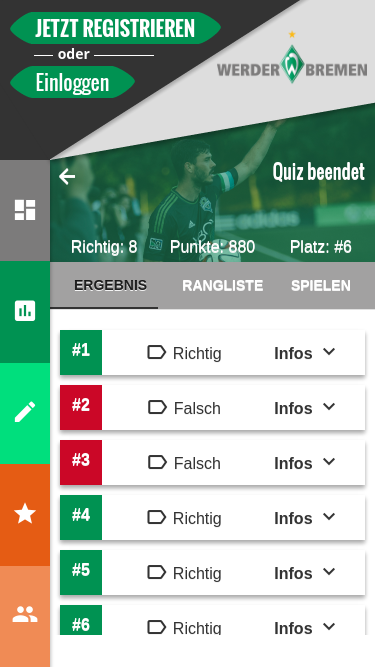 JETZT REGISTRIEREN
oder
Einloggen
WERDER BREMEN
W
Quiz beendet
Richtig: 8 Punkte: 880 Platz: #6
ERGEBNIS RANGLISTE SPIELEN
#1 Richtig Infos
#2 Falsch Infos
#3 Falsch Infos
#4 Richtig Infos
#5 Richtig Infos
#6 Richtig Infos